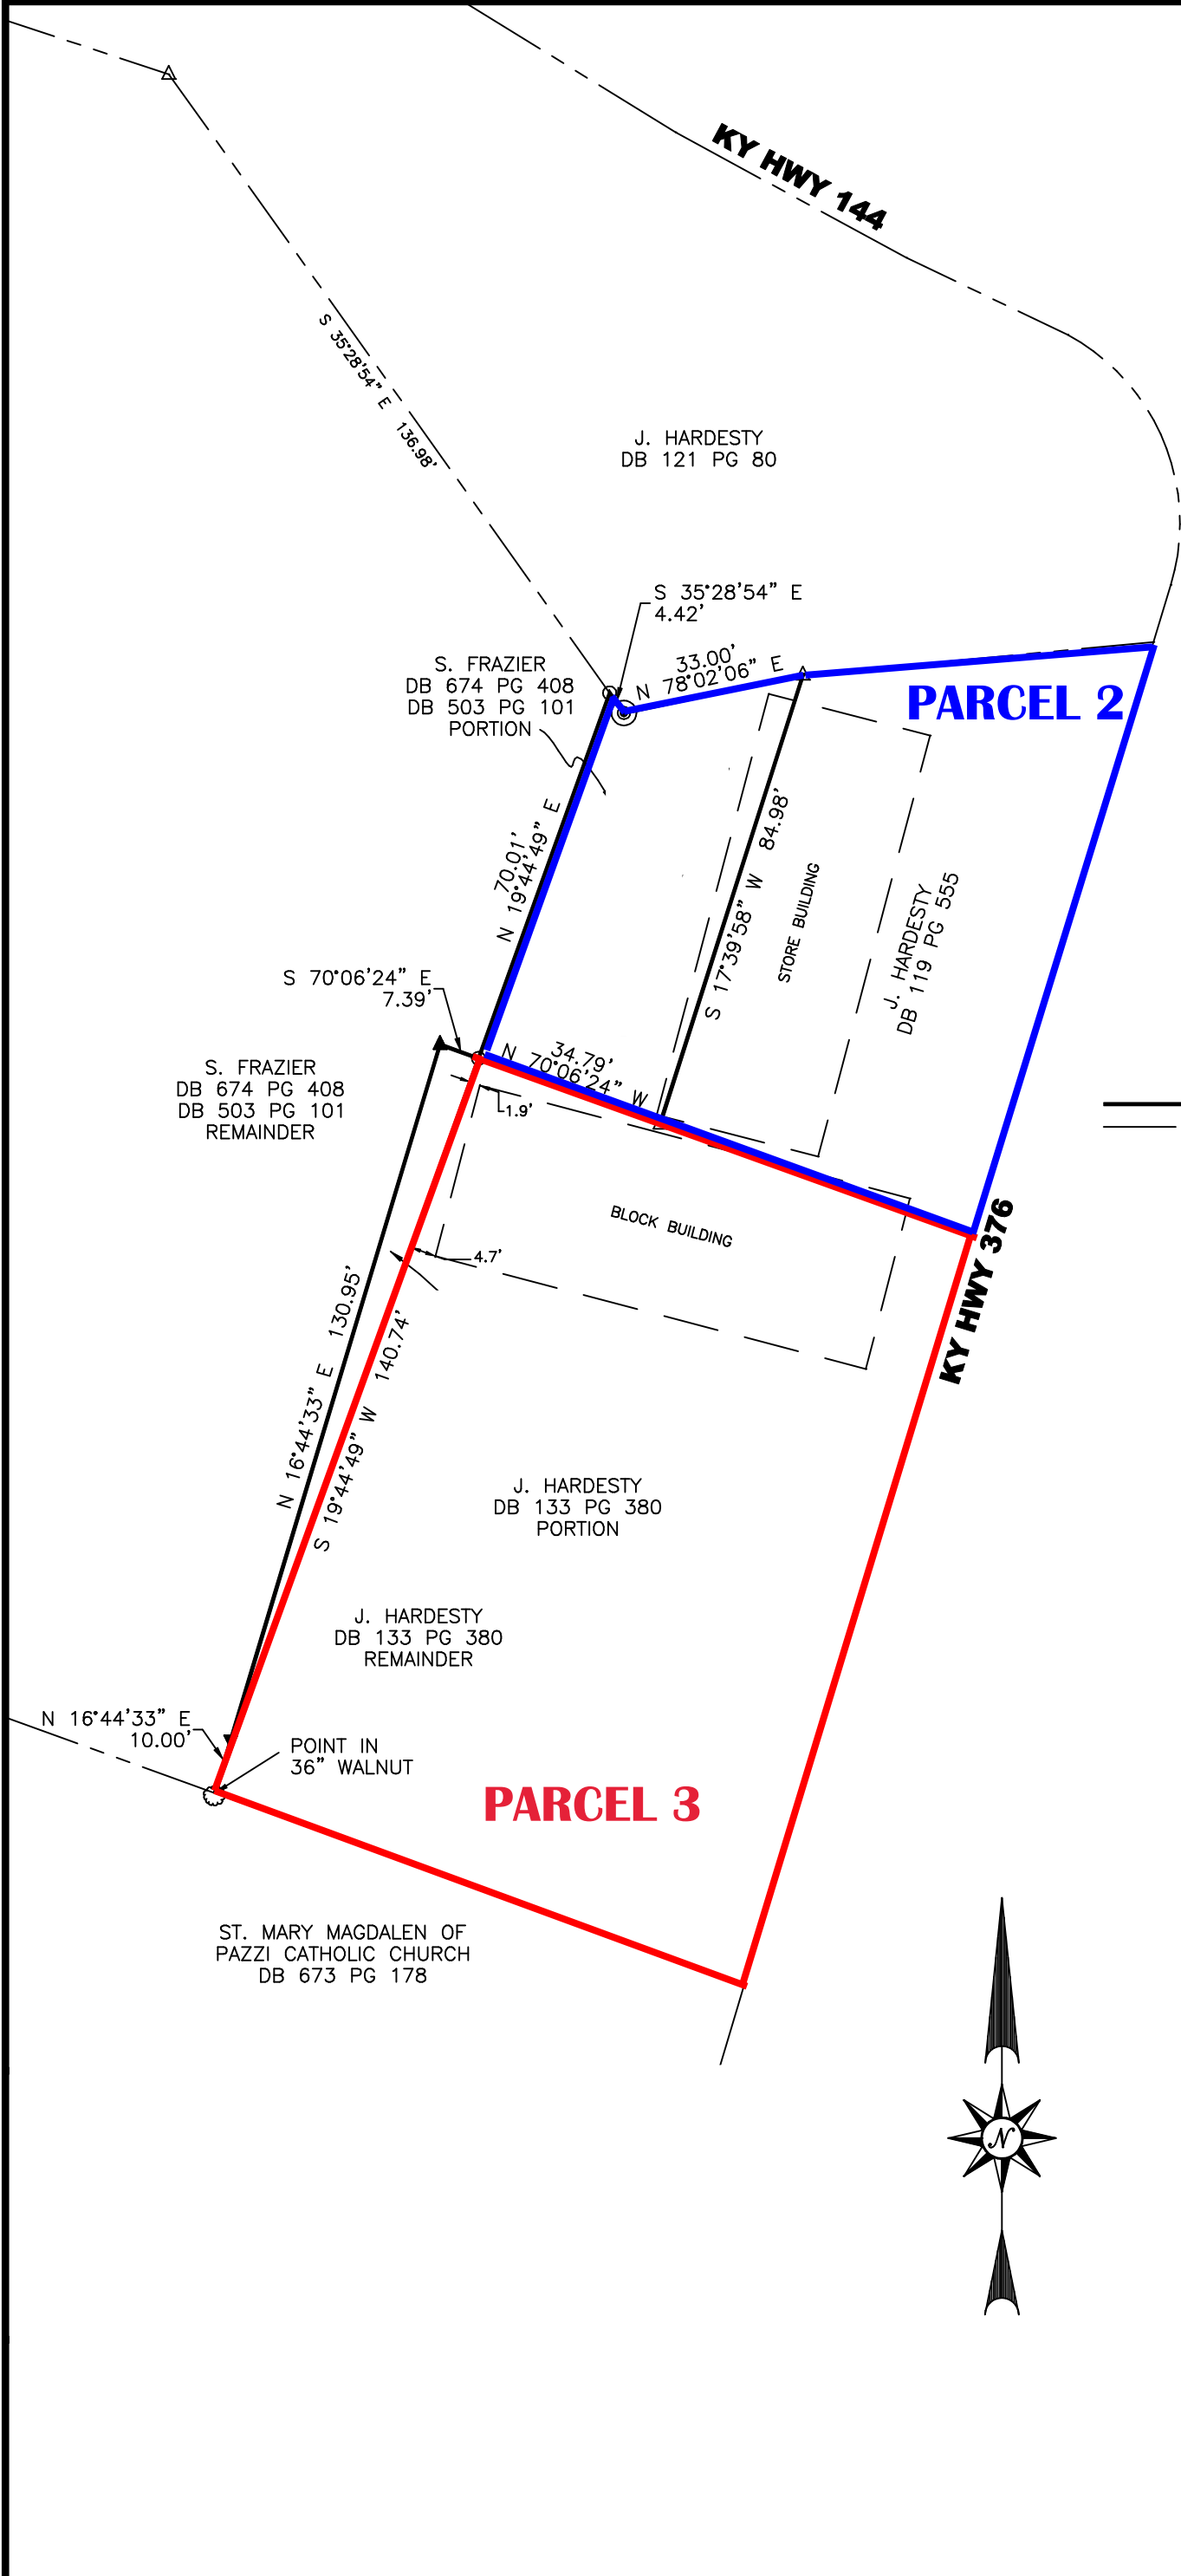 KY HWY 144
S 35°28'54" E 136.98'
J. HARDESTY
DB 121 PG 80
S 35°28'54" E
4.42'
33.00'
N 78°02'06" E
S. FRAZIER
DB 674 PG 408
DB 503 PG 101
PORTION
PARCEL 2
70.01'
N 19°44'49" E
S 17°39'58" W 84.98'
STORE BUILDING
J. HARDESTY
DB 119 PG 555
S 70°06'24" E
7.39'
34.79'
N 70°06'24" W
S. FRAZIER
DB 674 PG 408
DB 503 PG 101
REMAINDER
1.9'
BLOCK BUILDING
KY HWY 376
4.7'
N 16°44'33" E 130.95'
S 19°44'49" W 140.74'
J. HARDESTY
DB 133 PG 380
PORTION
J. HARDESTY
DB 133 PG 380
REMAINDER
N 16°44'33" E
10.00'
POINT IN
36" WALNUT
PARCEL 3
ST. MARY MAGDALEN OF
PAZZI CATHOLIC CHURCH
DB 673 PG 178
N